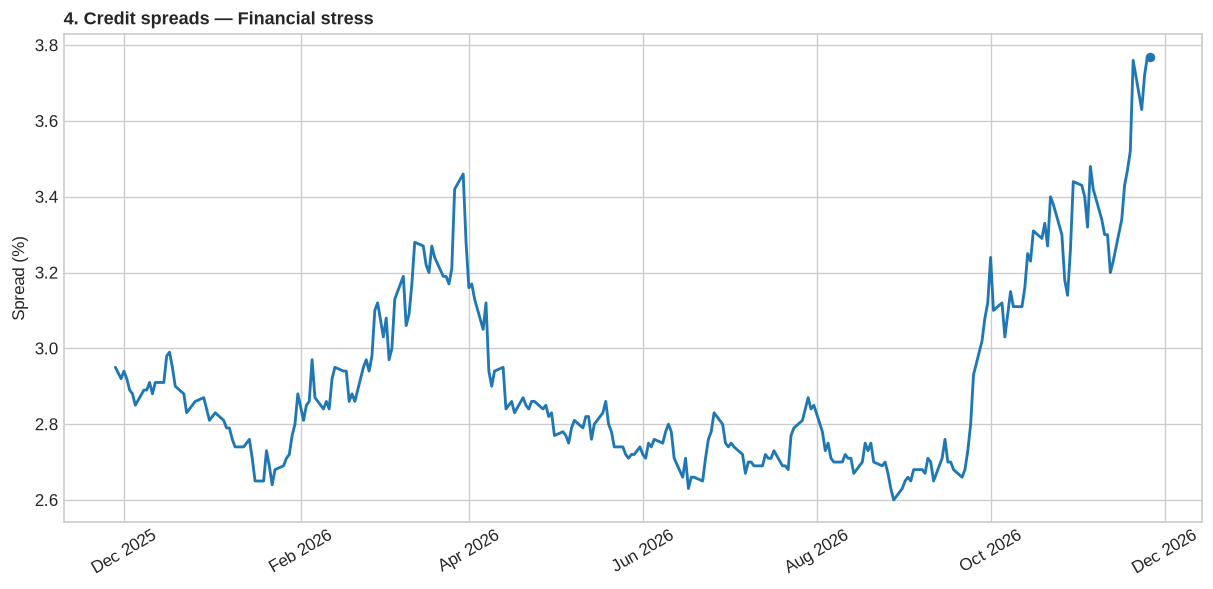 4. Credit spreads — Financial stress
Spread (%)
3.8
3.6
3.4
3.2
3.0
2.8
2.6
Dec 2025
Feb 2026
Apr 2026
Jun 2026
Aug 2026
Oct 2026
Dec 2026